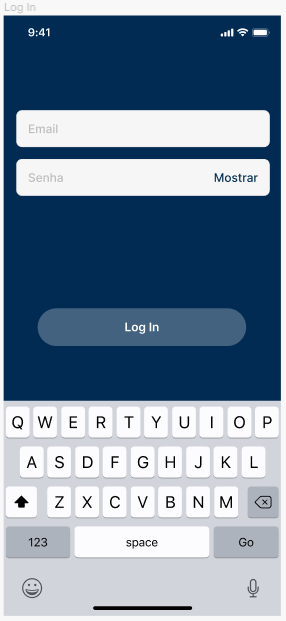 Log In
9:41
Email
Senha Mostrar
Log In
Q W E R T Y U I O P
A S D F G H J K L
Z X C V B N M
123 space Go